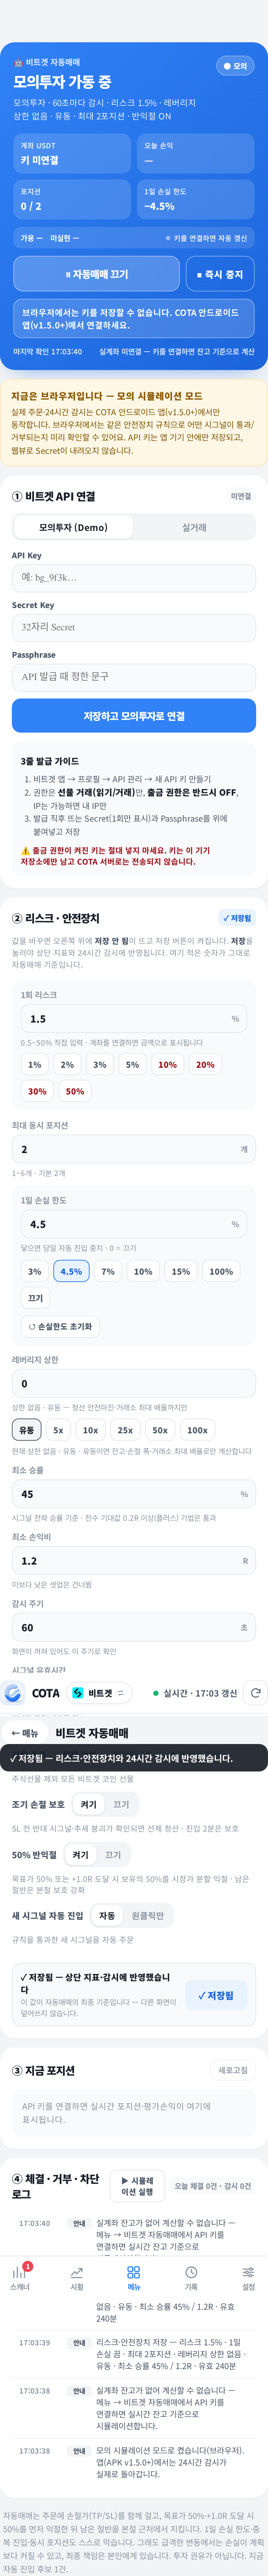 🤖 비트겟 자동매매
● 모의
모의투자 가동 중
모의투자 · 60초마다 감시 · 리스크 1.5% · 레버리지
상한 없음 · 유동 · 최대 2포지션 · 반익절 ON
계좌 USDT
키 미연결
오늘 손익
—
포지션
0 / 2
1일 손실 한도
−4.5%
가용 — 미실현 —
키 연결하면 자동 갱신
⏸ 자동매매 끄기
■ 즉시 중지
브라우저에서는 키를 저장할 수 없습니다. COTA 안드로이드
앱(v1.5.0+)에서 연결하세요.
마지막 확인 17:03:40
실계좌 미연결 — 키를 연결하면 잔고 기준으로 계산
지금은 브라우저입니다 — 모의 시뮬레이션 모드
실제 주문·24시간 감시는 COTA 안드로이드 앱(v1.5.0+)에서만
동작합니다. 브라우저에서는 같은 안전장치 규칙으로 어떤 시그널이 통과/
거부되는지 미리 확인할 수 있어요. API 키는 앱 기기 안에만 저장되고,
웹뷰로 Secret이 내려오지 않습니다.
① 비트겟 API 연결
미연결
모의투자 (Demo)
실거래
API Key
예: bg_9f3k…
Secret Key
32자리 Secret
Passphrase
API 발급 때 정한 문구
저장하고 모의투자로 연결
3줄 발급 가이드
1. 비트겟 앱 → 프로필 → API 관리 → 새 API 키 만들기
2. 권한은 선물 거래(읽기/거래)만, 출금 권한은 반드시 OFF,
IP는 가능하면 내 IP만
3. 발급 직후 뜨는 Secret(1회만 표시)과 Passphrase를 위에
붙여넣고 저장
⚠️ 출금 권한이 켜진 키는 절대 넣지 마세요. 키는 이 기기
저장소에만 남고 COTA 서버로는 전송되지 않습니다.
② 리스크 · 안전장치
✓ 저장됨
값을 바꾸면 오른쪽 위에 저장 안 됨이 뜨고 저장 버튼이 켜집니다. 저장을
눌러야 상단 지표와 24시간 감시에 반영됩니다. 여기 적은 숫자가 그대로
자동매매 기준입니다.
1회 리스크
1.5
%
0.5~50% 직접 입력 · 계좌를 연결하면 금액으로 표시됩니다
1%
2%
3%
5%
10%
20%
30%
50%
최대 동시 포지션
2
개
1~6개 · 기본 2개
1일 손실 한도
4.5
%
닿으면 당일 자동 진입 중지 · 0 = 끄기
3%
4.5%
7%
10%
15%
100%
끄기
손실한도 초기화
레버리지 상한
0
상한 없음 · 유동 — 청산 안전마진·거래소 최대 배율까지만
유동
5x
10x
25x
50x
100x
현재 상한 없음 · 유동 · 유동이면 잔고·손절 폭·거래소 최대 배율로만 계산합니다
최소 승률
45
%
시그널 전략 승률 기준 · 전수 기대값 0.2R 이상(플러스) 기법은 통과
최소 손익비
1.2
R
이보다 낮은 셋업은 건너뜀
감시 주기
60
초
화면이 꺼져 있어도 이 주기로 확인
시그널 유효시간
COTA
비트겟
실시간 · 17:03 갱신
← 메뉴
비트겟 자동매매
✓ 저장됨 — 리스크·안전장치와 24시간 감시에 반영했습니다.
주식선물 제외 모든 비트겟 코인 선물
조기 손절 보호
켜기
끄기
SL 전 반대 시그널·추세 붕괴가 확인되면 선제 청산 · 진입 2분은 보호
50% 반익절
켜기
끄기
목표가 50% 또는 +1.0R 도달 시 보유의 50%를 시장가 분할 익절 · 남은
절반은 본절 보호 강화
새 시그널 자동 진입
자동
원클릭만
규칙을 통과한 새 시그널을 자동 주문
✓ 저장됨 — 상단 지표·감시에 반영했습니
다
이 값이 자동매매의 최종 기준입니다 — 다른 화면이
덮어쓰지 않습니다.
✓ 저장됨
③ 지금 포지션
새로고침
API 키를 연결하면 실시간 포지션·평가손익이 여기에
표시됩니다.
④ 체결 · 거부 · 차단
로그
▶ 시뮬레
이션 실행
오늘 체결 0건 · 감시 0건
17:03:40
안내
실계좌 잔고가 없어 계산할 수 없습니다 —
메뉴 → 비트겟 자동매매에서 API 키를
연결하면 실시간 잔고 기준으로
1
스캐너
시황
메뉴
기록
설정
없음 · 유동 · 최소 승률 45% / 1.2R · 유효
240분
17:03:39
안내
리스크·안전장치 저장 — 리스크 1.5% · 1일
손실 끔 · 최대 2포지션 · 레버리지 상한 없음 ·
유동 · 최소 승률 45% / 1.2R · 유효 240분
17:03:38
안내
실계좌 잔고가 없어 계산할 수 없습니다 —
메뉴 → 비트겟 자동매매에서 API 키를
연결하면 실시간 잔고 기준으로
시뮬레이션합니다.
17:03:38
안내
모의 시뮬레이션 모드로 켰습니다(브라우저).
앱(APK v1.5.0+)에서는 24시간 감시가
실제로 돌아갑니다.
자동매매는 주문에 손절가(TP/SL)를 함께 걸고, 목표가 50%·+1.0R 도달 시
50%를 먼저 익절한 뒤 남은 절반을 본절 근처에서 지킵니다. 1일 손실 한도·중
복 진입·동시 포지션도 스스로 막습니다. 그래도 급격한 변동에서는 손실이 계획
보다 커질 수 있고, 최종 책임은 본인에게 있습니다. 투자 권유가 아닙니다. 지금
자동 진입 후보 1건.